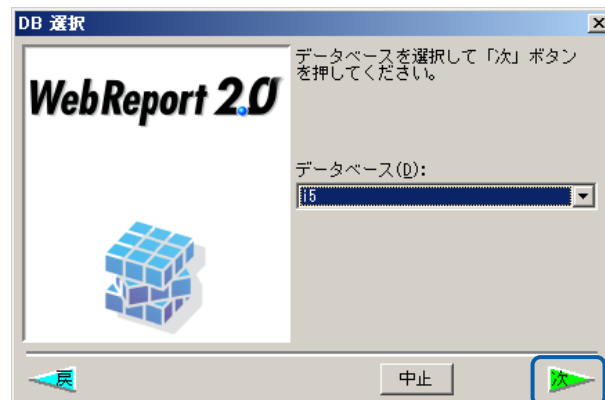 DB 選択
WebReport 2.0
データベースを選択して「次」ボタン
を押してください。
データベース(D):
i5
戻
中止
次